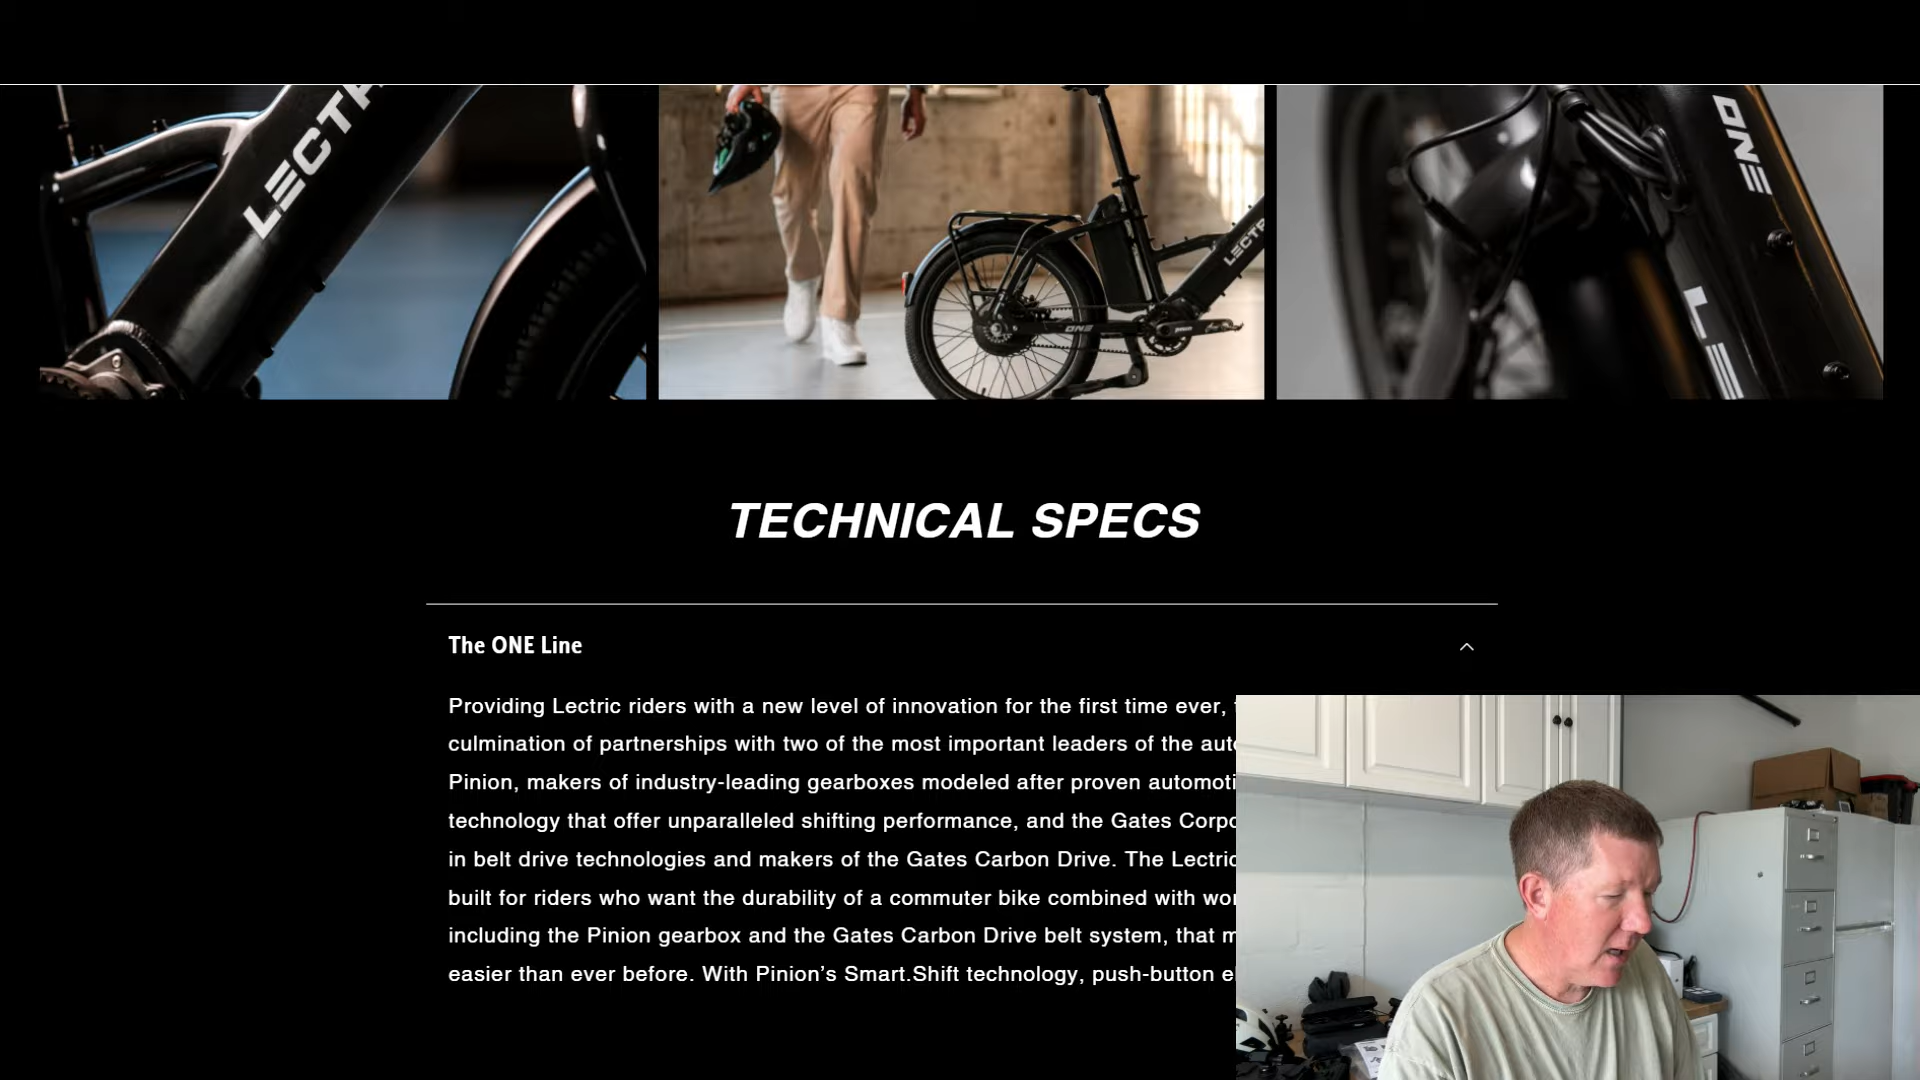 LECTR
LECTR
ONE
ONE
LE
TECHNICAL SPECS
The ONE Line
Providing Lectric riders with a new level of innovation for the first time ever,
culmination of partnerships with two of the most important leaders of the
Pinion, makers of industry-leading gearboxes modeled after proven
technology that offer unparalleled shifting performance, and the Gates
in belt drive technologies and makers of the Gates Carbon Drive. The Lectric
built for riders who want the durability of a commuter bike combined with
including the Pinion gearbox and the Gates Carbon Drive belt system, that
easier than ever before. With Pinion’s Smart.Shift technology, push-button